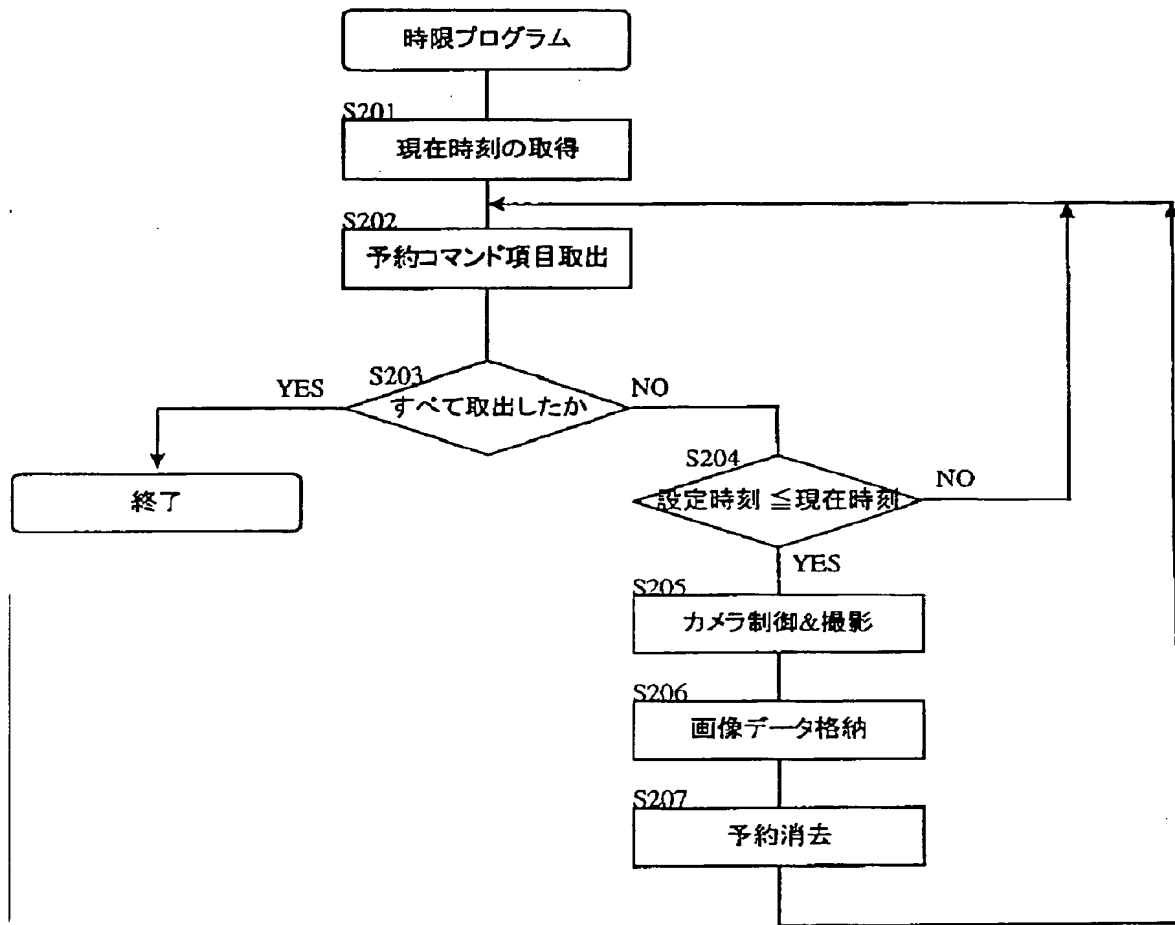 時限プログラム
S201
現在時刻の取得
S202
予約コマンド項目取出
S203
YES
NO
すべて取出したか
S204
終了
設定時刻 ≦現在時刻
NO
YES
S205
カメラ制御&撮影
S206
画像データ格納
S207
予約消去